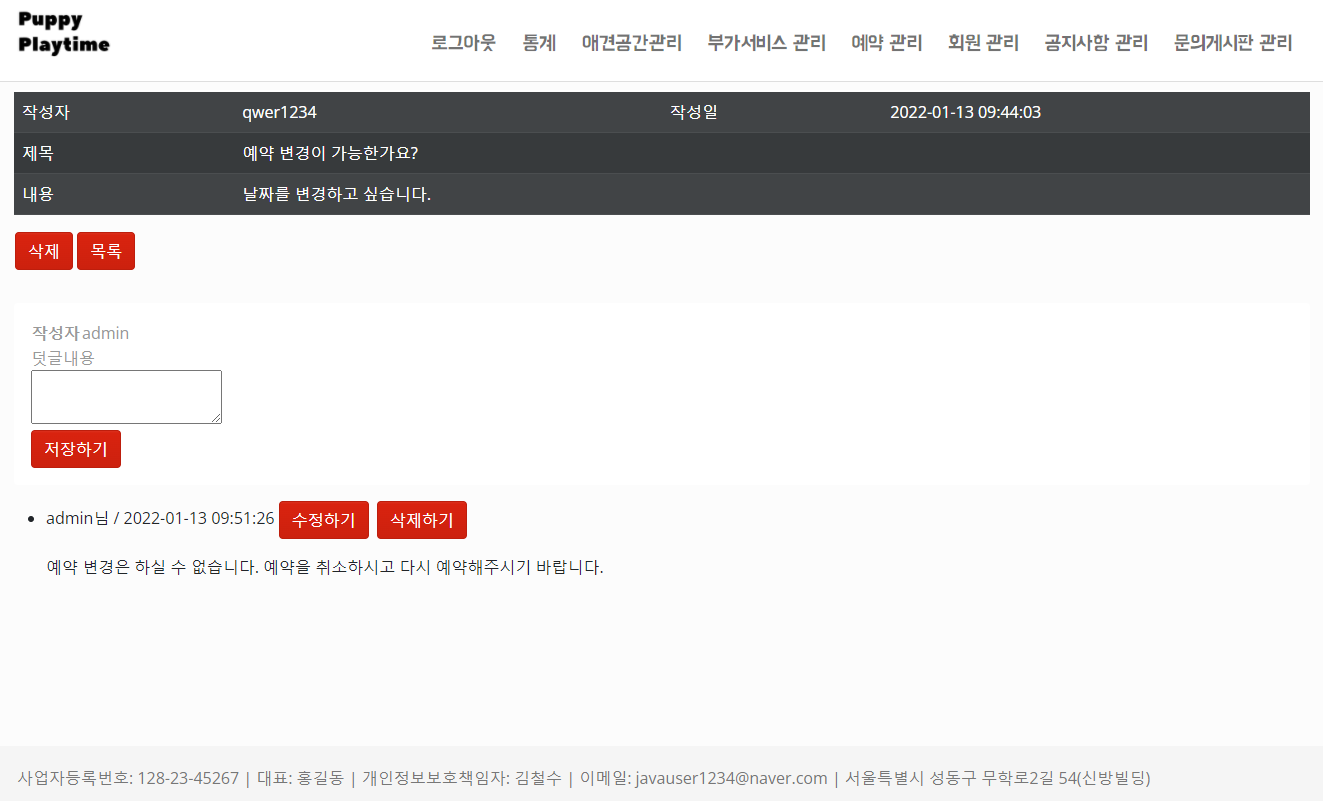 Puppy
Playtime
로그아웃 통계 애견공간관리 부가서비스 관리 예약 관리 회원 관리 공지사항 관리 문의게시판 관리
작성자 qwer1234 작성일 2022-01-13 09:44:03
제목 예약 변경이 가능한가요?
내용 날짜를 변경하고 싶습니다.
삭제 목록
작성자admin
덧글내용
저장하기
admin님 / 2022-01-13 09:51:26 수정하기 삭제하기
예약 변경은 하실 수 없습니다. 예약을 취소하시고 다시 예약해주시기 바랍니다.
사업자등록번호: 128-23-45267 | 대표: 홍길동 | 개인정보보호책임자: 김철수 | 이메일: javauser1234@naver.com | 서울특별시 성동구 무학로2길 54(신방빌딩)